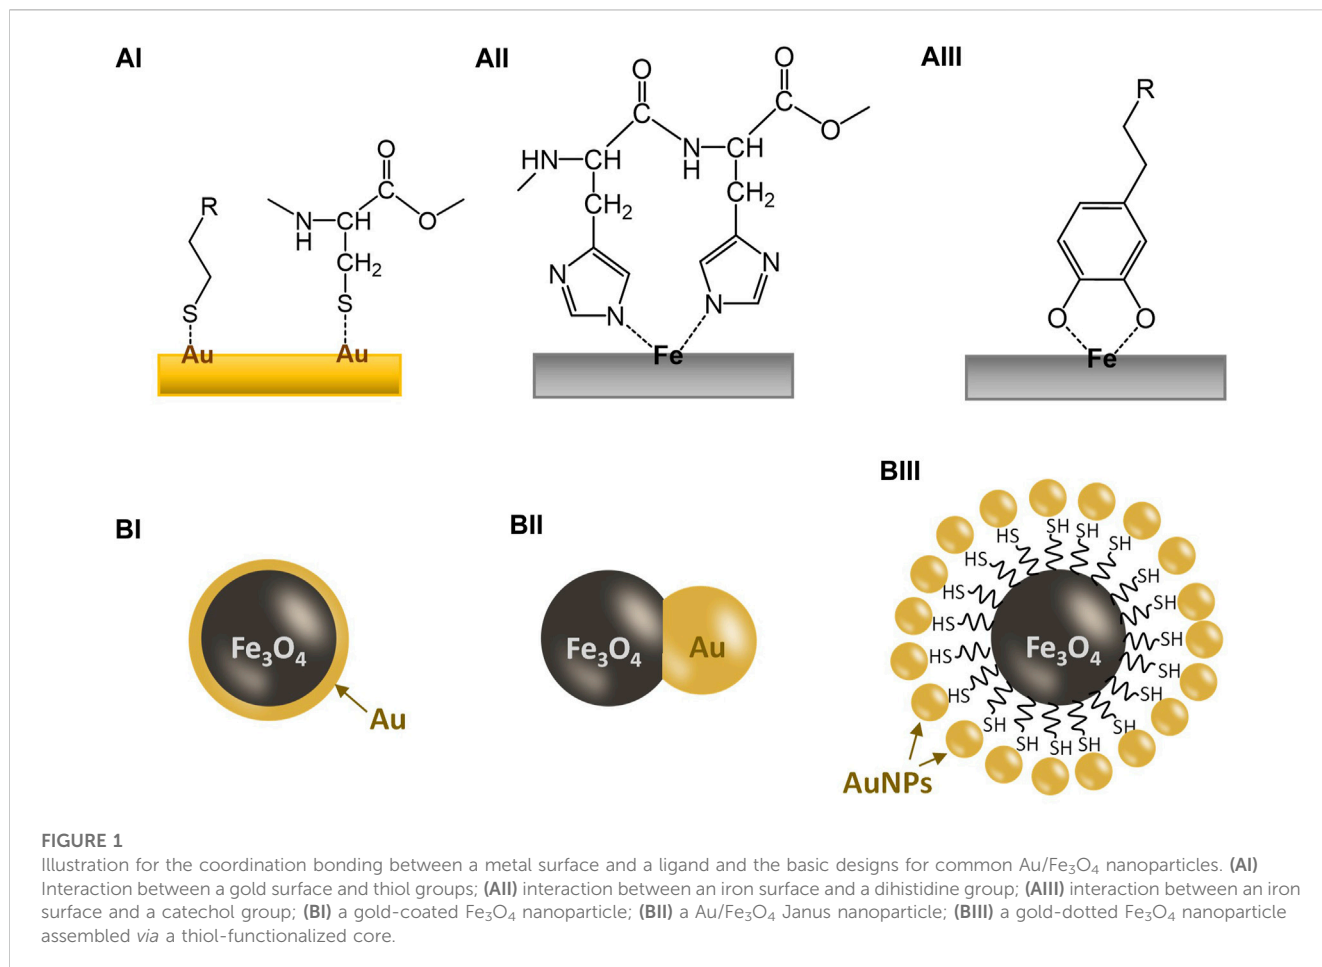 AI
AII
AIII
R
S
Au
O
C
O
N
H
CH
CH2
S
Au
O
C
HN
CH
CH2
N
H
CH
O
C
O
CH2
N
N
N
N
Fe
R
O
O
Fe
BI
Fe3O4
Au
BII
Fe3O4
Au
BIII
SH
SH
SH
SH
SH
SH
SH
SH
SH
SH
SH
SH
SH
HS
HS
HS
HS
HS
HS
Fe3O4
AuNPs
FIGURE 1
Illustration for the coordination bonding between a metal surface and a ligand and the basic designs for common Au/Fe3O4 nanoparticles. (AI)
Interaction between a gold surface and thiol groups; (AII) interaction between an iron surface and a dihistidine group; (AIII) interaction between an iron
surface and a catechol group; (BI) a gold-coated Fe3O4 nanoparticle; (BII) a Au/Fe3O4 Janus nanoparticle; (BIII) a gold-dotted Fe3O4 nanoparticle
assembled via a thiol-functionalized core.